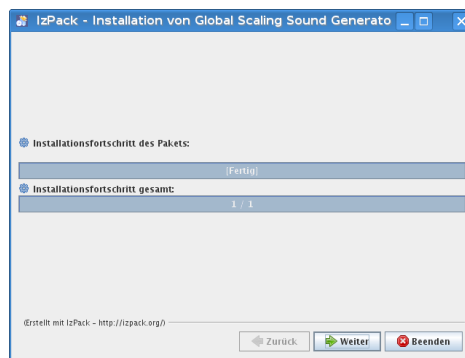 IzPack - Installation von Global Scaling Sound Generato
Installationsfortschritt des Pakets:
[Fertig]
Installationsfortschritt gesamt:
1 / 1
(Erstellt mit IzPack - http://izpack.org/)
Zurück
Weiter
Beenden